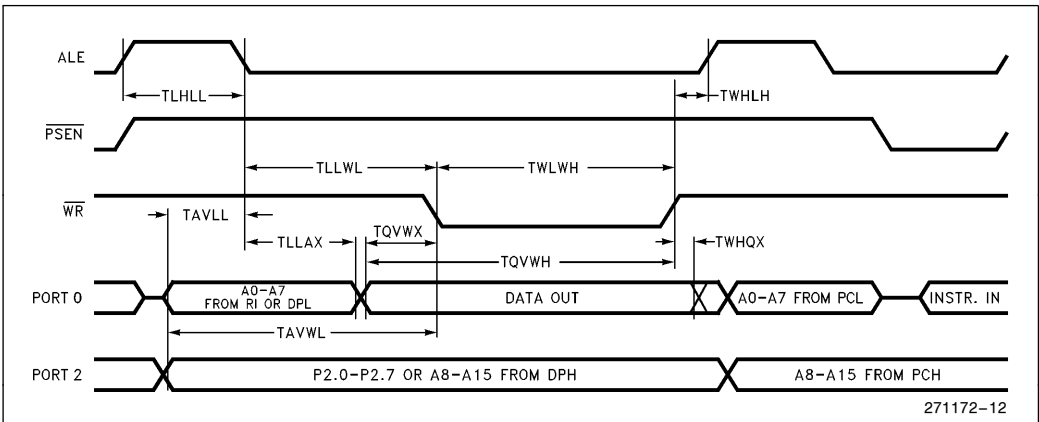 ALE
TLHLL
TWHLH
PSEN
TLLWL
TWLWH
WR
TAVLL
TQVWX
TLLAX
TWHQX
TQVWH
PORT 0
A0-A7
FROM RI OR DPL
DATA OUT
A0-A7 FROM PCL
INSTR. IN
TAVWL
PORT 2
P2.0-P2.7 OR A8-A15 FROM DPH
A8-A15 FROM PCH
271172-12